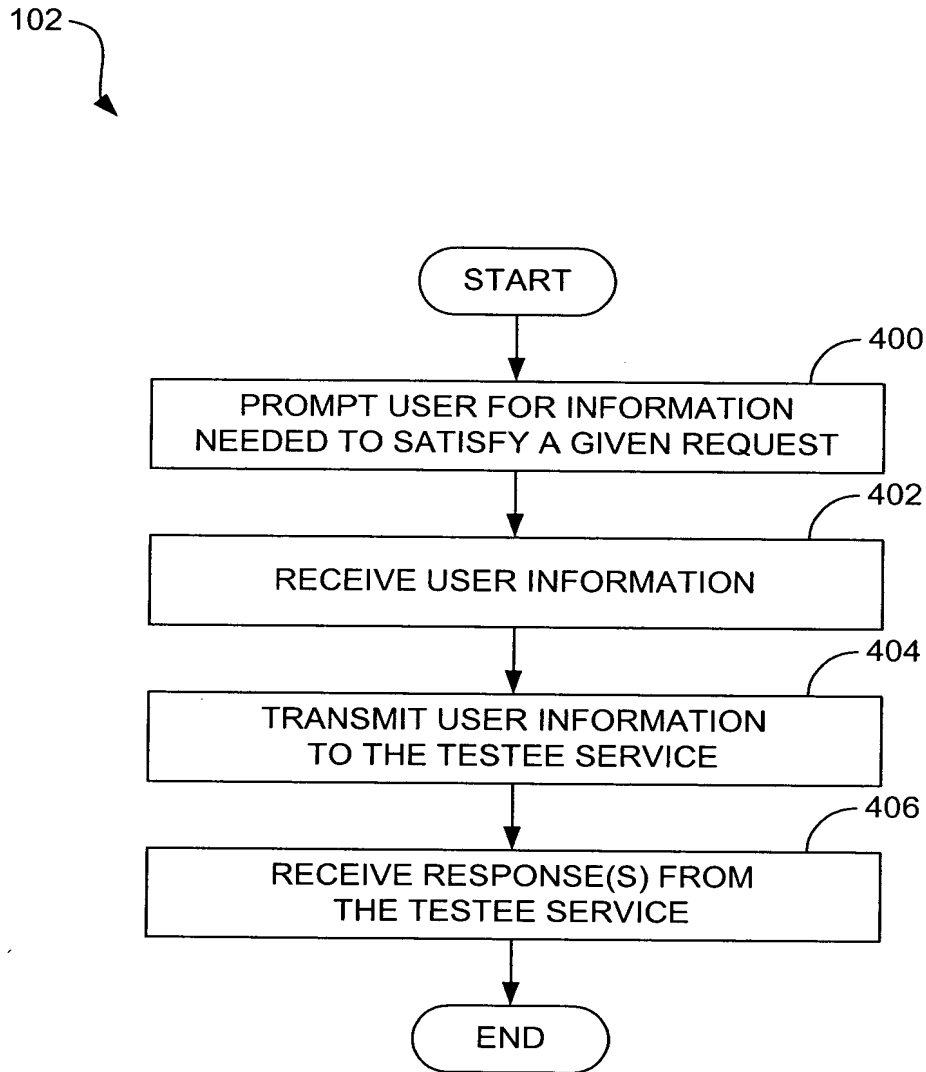 102
START
400
PROMPT USER FOR INFORMATION
NEEDED TO SATISFY A GIVEN REQUEST
402
RECEIVE USER INFORMATION
404
TRANSMIT USER INFORMATION
TO THE TESTEE SERVICE
406
RECEIVE RESPONSE(S) FROM
THE TESTEE SERVICE
END